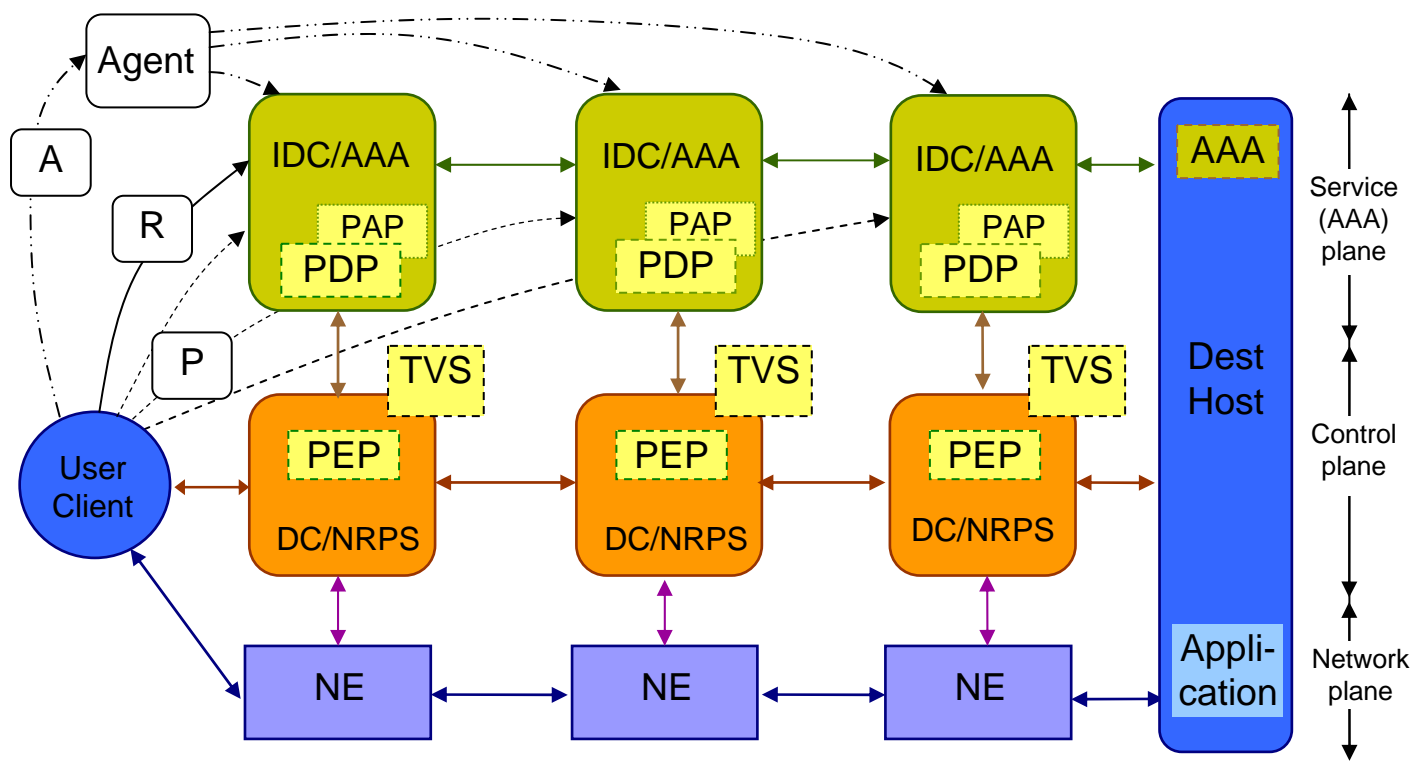 Agent
A
R
P
User
Client
IDC/AAA
PAP
PDP
IDC/AAA
PAP
PDP
IDC/AAA
PAP
PDP
TVS
PEP
DC/NRPS
TVS
PEP
DC/NRPS
TVS
PEP
DC/NRPS
NE
NE
NE
AAA
Dest
Host
Appli-
cation
Service
(AAA)
plane
Control
plane
Network
plane